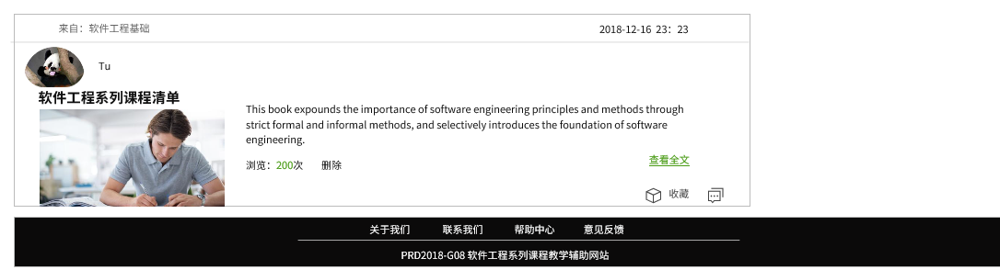 来自：软件工程基础 2018-12-16 23：23
Tu
软件工程系列课程清单
This book expounds the importance of software engineering principles and methods through
strict formal and informal methods, and selectively introduces the foundation of software
engineering.
浏览：200次 删除 查看全文
收藏
关于我们 联系我们 帮助中心 意见反馈
PRD2018-G08 软件工程系列课程教学辅助网站